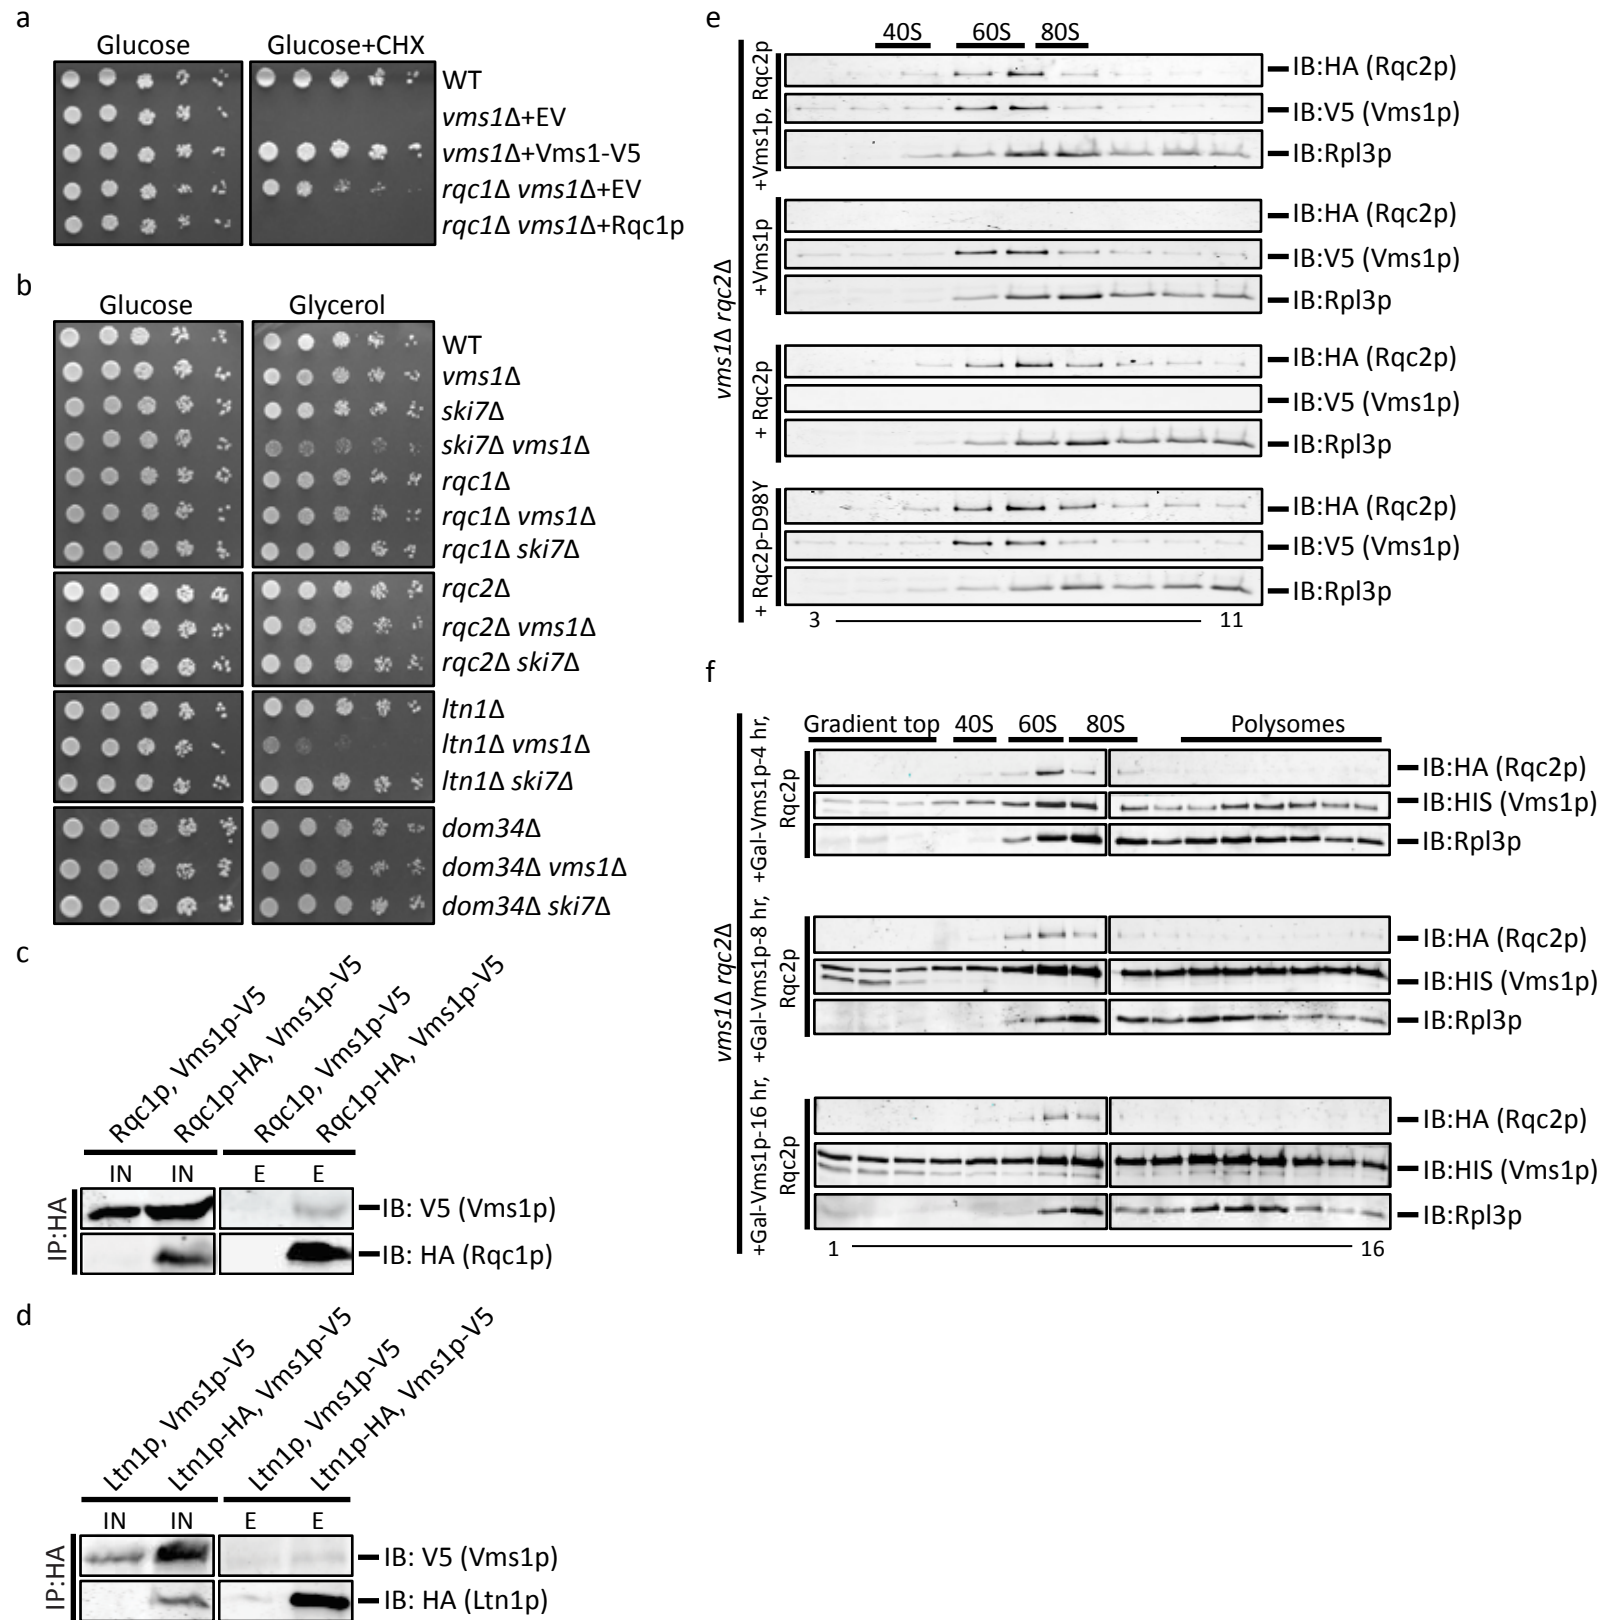 a
Glucose
Glucose+CHX
WT
vms1Δ+EV
vms1Δ+Vms1-V5
rqc1Δ vms1Δ+EV
rqc1Δ vms1Δ+Rqc1p
b
Glucose
Glycerol
WT
vms1Δ
ski7Δ
ski7Δ vms1Δ
rqc1Δ
rqc1Δ vms1Δ
rqc1Δ ski7Δ
rqc2Δ
rqc2Δ vms1Δ
rqc2Δ ski7Δ
ltn1Δ
ltn1Δ vms1Δ
ltn1Δ ski7Δ
dom34Δ
dom34Δ vms1Δ
dom34Δ ski7Δ
c
Rqc1p, Vms1p-V5
Rqc1p-HA, Vms1p-V5
Rqc1p, Vms1p-V5
Rqc1p-HA, Vms1p-V5
IN
IN
E
E
IP:HA
IB: V5 (Vms1p)
IB: HA (Rqc1p)
d
Ltn1p, Vms1p-V5
Ltn1p-HA, Vms1p-V5
Ltn1p, Vms1p-V5
Ltn1p-HA, Vms1p-V5
IN
IN
E
E
IP:HA
IB: V5 (Vms1p)
IB: HA (Ltn1p)
e
40S
60S
80S
vms1Δ rqc2Δ
+Vms1p, Rqc2p
IB:HA (Rqc2p)
IB:V5 (Vms1p)
IB:Rpl3p
+Vms1p
IB:HA (Rqc2p)
IB:V5 (Vms1p)
IB:Rpl3p
+ Rqc2p
IB:HA (Rqc2p)
IB:V5 (Vms1p)
IB:Rpl3p
+ Rqc2p-D98Y
IB:HA (Rqc2p)
IB:V5 (Vms1p)
IB:Rpl3p
3
11
f
Gradient top
40S
60S
80S
Polysomes
vms1Δ rqc2Δ
+Gal-Vms1p-4 hr,
Rqc2p
IB:HA (Rqc2p)
IB:HIS (Vms1p)
IB:Rpl3p
+Gal-Vms1p-8 hr,
Rqc2p
IB:HA (Rqc2p)
IB:HIS (Vms1p)
IB:Rpl3p
+Gal-Vms1p-16 hr,
Rqc2p
IB:HA (Rqc2p)
IB:HIS (Vms1p)
IB:Rpl3p
1
16